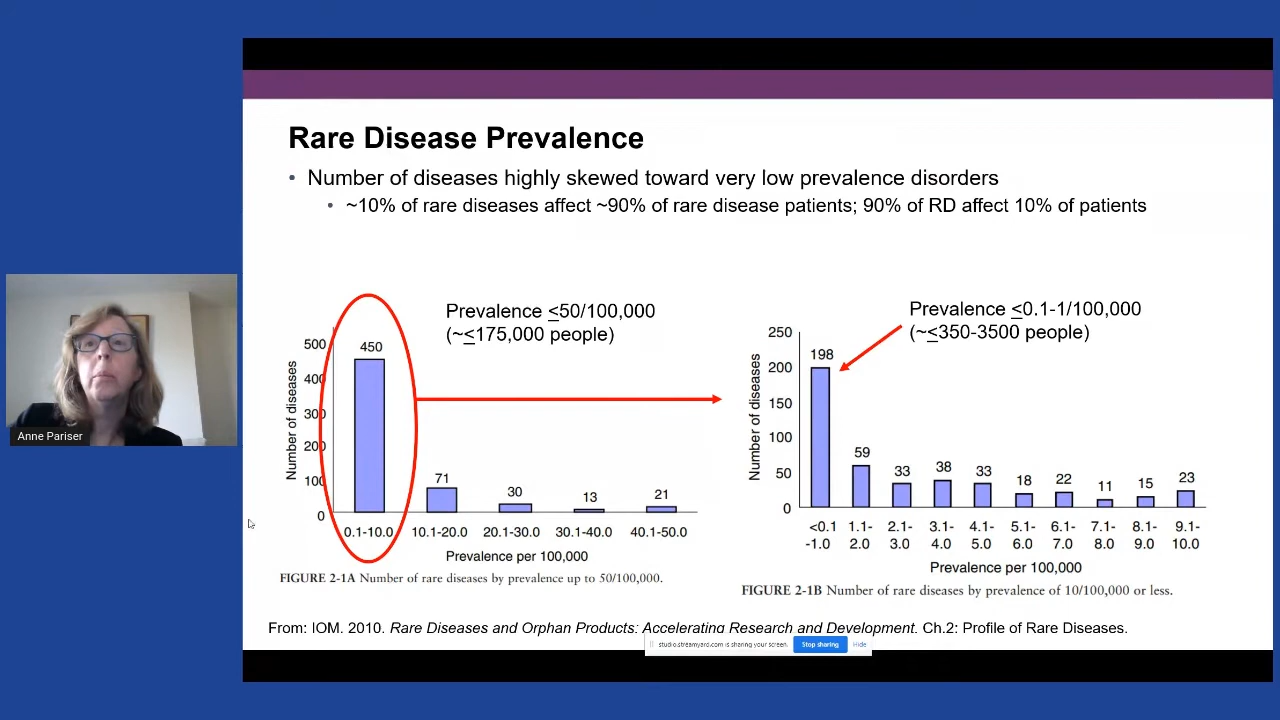 Rare Disease Prevalence
• Number of diseases highly skewed toward very low prevalence disorders
• ~10% of rare diseases affect ~90% of rare disease patients; 90% of RD affect 10% of patients
Prevalence <50/100,000
(~<175,000 people)
Number of diseases
500
400
300
200
100
0
450
71
30
13
21
0.1-10.0
10.1-20.0
20.1-30.0
30.1-40.0
40.1-50.0
Prevalence per 100,000
FIGURE 2-1A Number of rare diseases by prevalence up to 50/100,000.
Prevalence <0.1-1/100,000
(~<350-3500 people)
Number of diseases
250
200
150
100
50
0
198
59
33
38
33
18
22
11
15
23
<0.1 1.1- 2.1- 3.1- 4.1- 5.1- 6.1- 7.1- 8.1- 9.1-
-1.0 2.0 3.0 4.0 5.0 6.0 7.0 8.0 9.0 10.0
Prevalence per 100,000
FIGURE 2-1B Number of rare diseases by prevalence of 10/100,000 or less.
From: IOM. 2010. Rare Diseases and Orphan Products: Accelerating Research and Development. Ch.2: Profile of Rare Diseases.
studio.streamyard.com is sharing your screen.
Stop sharing
Hide
Anne Pariser